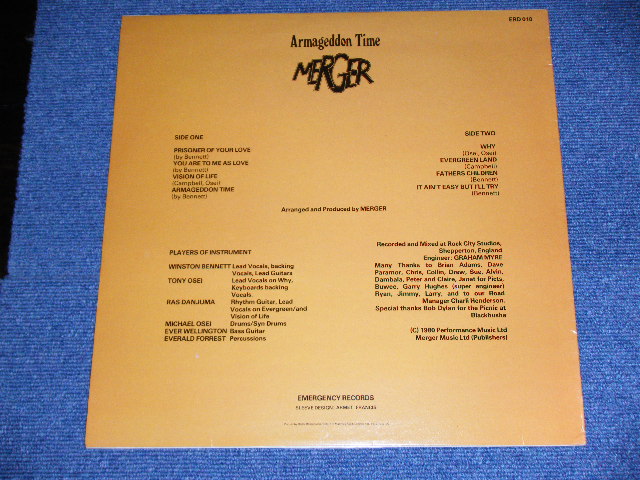 ERD 010
Armageddon Time
MERGER
SIDE ONE
PRISONER OF YOUR LOVE
(by Bennett)
YOU ARE TO ME AS LOVE
(by Bennett)
VISION OF LIFE
(Campbell, Osei)
ARMAGEDDON TIME
(by Bennett)
SIDE TWO
WHY
(Osei, Osei)
EVERGREEN LAND
(Campbell)
FATHERS CHILDREN
(Bennett)
IT AIN'T EASY BUT I'LL TRY
(Bennett)
Arranged and Produced by MERGER
PLAYERS OF INSTRUMENT
WINSTON BENNETT Lead Vocals, backing
Vocals, Lead Guitars
TONY OSEI Lead Vocals on Why,
Keyboards backing
Vocals.
RAS DANJUMA Rhythm Guitar, Lead
Vocals on Evergreen/and
Vision of Life
MICHAEL OSEI Drums/Syn Drums
EVER WELLINGTON Bass Guitar
EVERALD FORREST Percussions
Recorded and Mixed at Rock City Studios,
Shepperton, England
Engineer: GRAHAM MYRE
Many Thanks to Brian Adams, Dave
Paramor, Chris, Collin, Drew, Sue, Alvin,
Dambala, Peter and Claire, Janet for Picts,
Buwee, Garry Hughes (super engineer)
Ryan, Jimmy, Larry, and to our Road
Manager Charli Henderson.
Special thanks Bob Dylan for the Picnic at
Blackbushe
(C) 1980 Performance Music Ltd
Merger Music Ltd (Publishers)
EMERGENCY RECORDS
SLEEVE DESIGN: ARMET FRANCIS